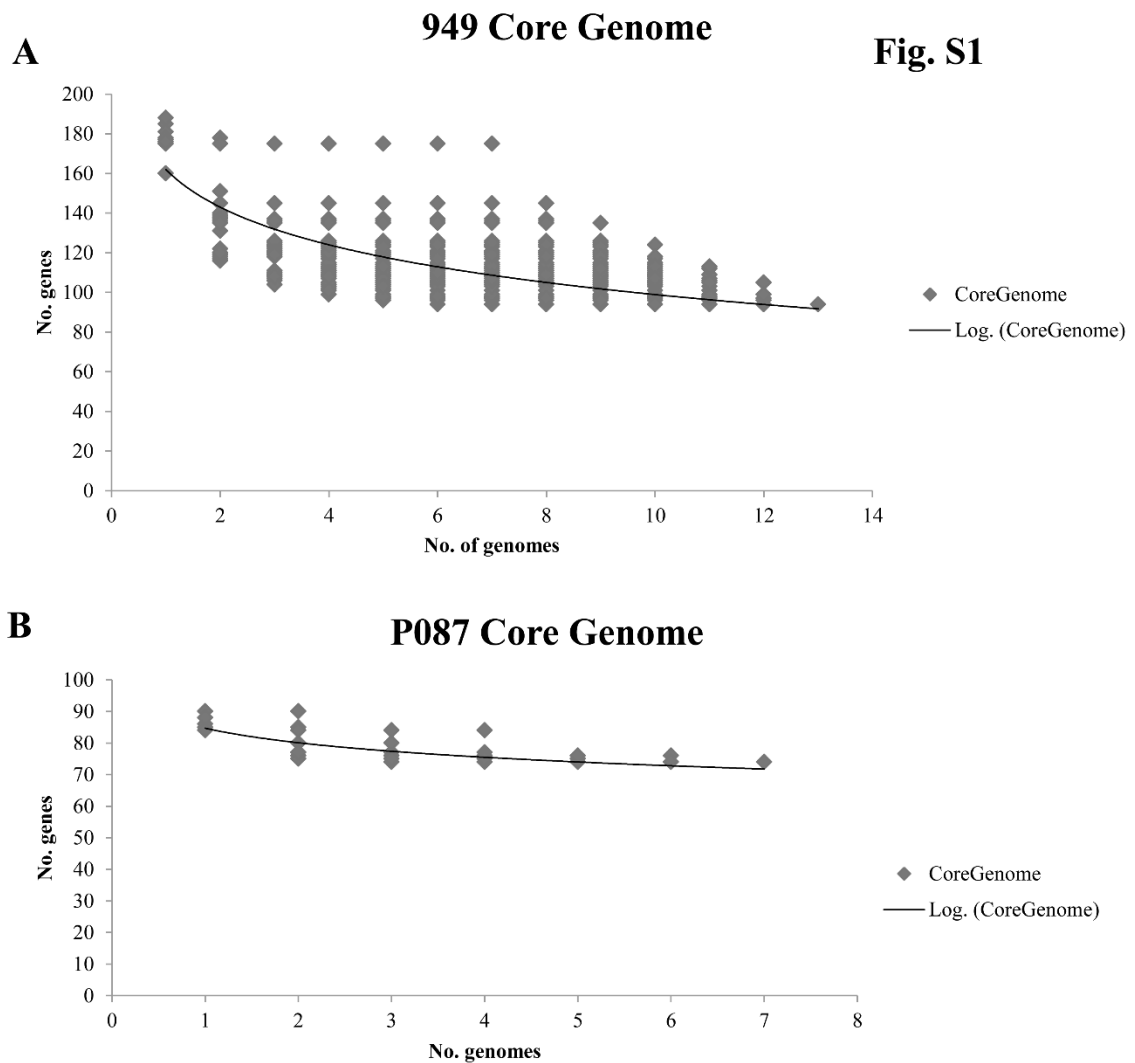 949 Core Genome
A
Fig. S1
200
180
160
140
120
100
80
60
40
20
0
No. genes
0 2 4 6 8 10 12 14
No. of genomes
CoreGenome
Log. (CoreGenome)
B
P087 Core Genome
100
90
80
70
60
50
40
30
20
10
0
No. genes
0 1 2 3 4 5 6 7 8
No. genomes
CoreGenome
Log. (CoreGenome)